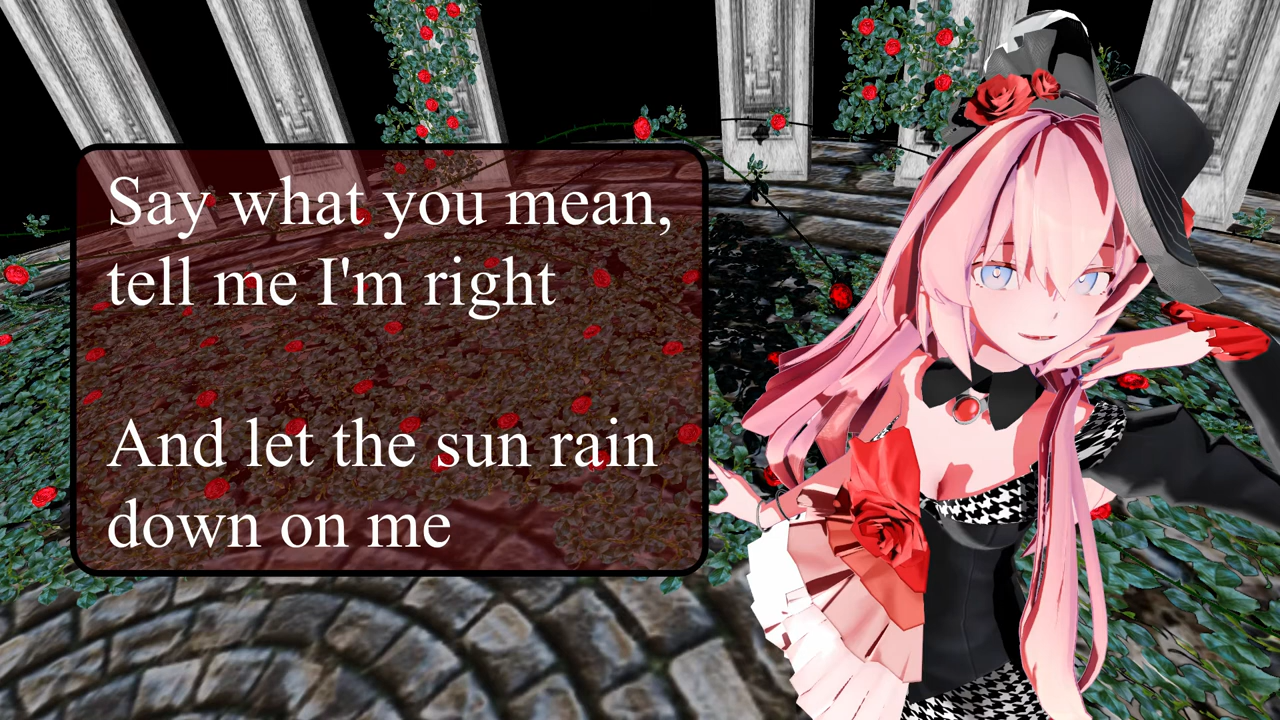 Say what you mean,
tell me I'm right
And let the sun rain
down on me